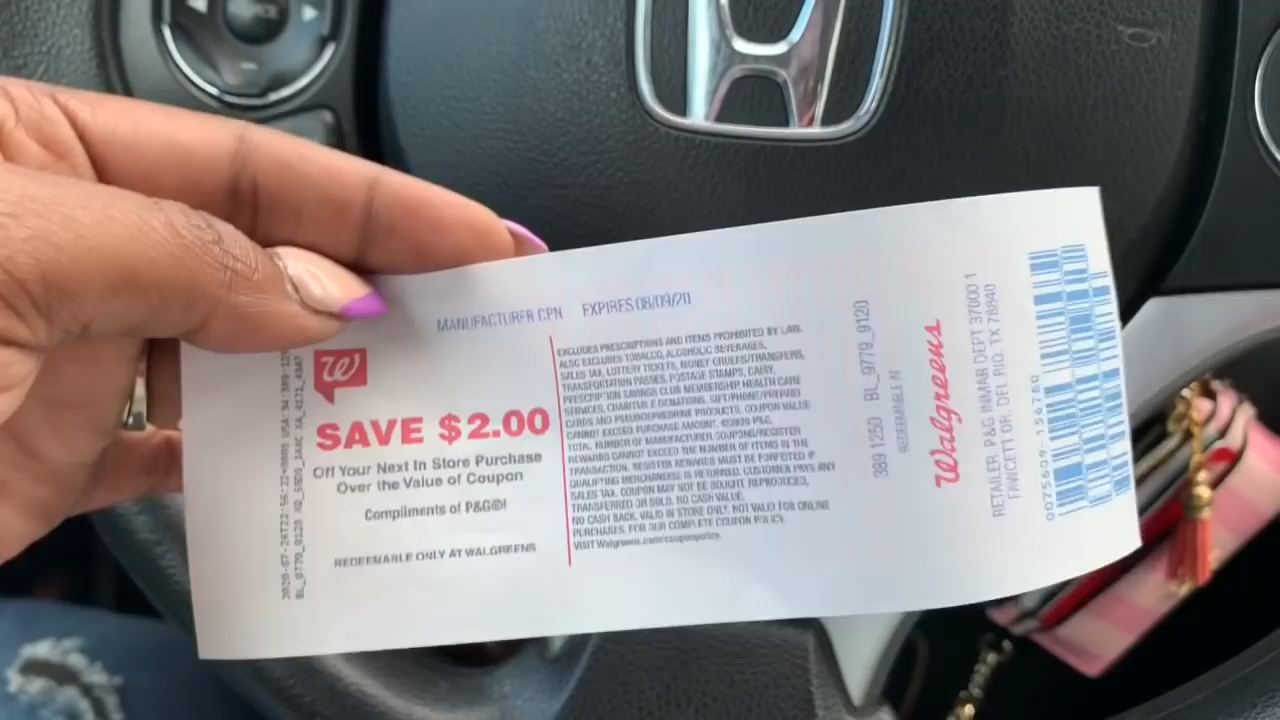 MANUFACTURER CPN EXPIRES 08/09/20
W
SAVE $2.00
Off Your Next In Store Purchase
Over the Value of Coupon
Compliments of P&G®!
REDEEMABLE ONLY AT WALGREENS
EXCLUDES PRESCRIPTIONS AND ITEMS PROHIBITED BY LAW.
ALSO EXCLUDES TOBACCO, ALCOHOLIC BEVERAGES,
SALES TAX, LOTTERY TICKETS, MONEY ORDERS/TRANSFERS,
TRANSPORTATION PASSES, POSTAGE STAMPS, DAIRY,
PRESCRIPTION SAVINGS CLUB MEMBERSHIP, HEALTH CARE
SERVICES, CHARITABLE DONATIONS, GIFT/PHONE/PREPAID
CARDS AND PSEUDOEPHEDRINE PRODUCTS. COUPON VALUE
CANNOT EXCEED PURCHASE AMOUNT. ©2020 P&G.
TOTAL NUMBER OF MANUFACTURER COUPONS/REGISTER
REWARDS CANNOT EXCEED THE NUMBER OF ITEMS IN THE
TRANSACTION. REGISTER REWARDS MUST BE FORFEITED IF
QUALIFYING MERCHANDISE IS RETURNED. CUSTOMER PAYS ANY
SALES TAX. COUPON MAY NOT BE BOUGHT, REPRODUCED,
TRANSFERRED OR SOLD. NO CASH VALUE.
NO CASH BACK. VALID IN STORE ONLY. NOT VALID FOR ONLINE
PURCHASES. FOR OUR COMPLETE COUPON POLICY,
VISIT Walgreens.com/couponpolicy.
389 1250 BL_9779_9120
REDEEMABLE AT
Walgreens
RETAILER: P&G INMAR DEPT 37000 1
FAWCETT DR. DEL RIO, TX 78840